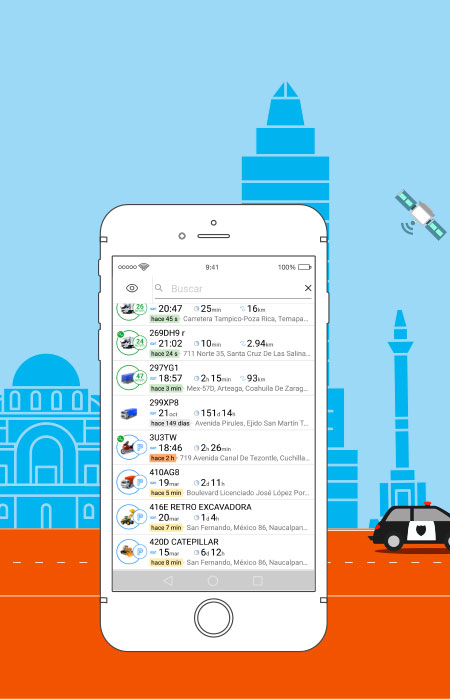 9:41
100%
Buscar
26
20:47 25min 16km
hace 45 s Carretera Tampico-Poza Rica, Temapa...
269DH9 r
24
21:02 10min 2.94km
hace 24 s 711 Norte 35, Santa Cruz De Las Salina...
297YG1
47
18:57 2h 15min 93km
hace 3 min Mex-57D, Arteaga, Coahuila De Zarag...
299XP8
21oct 151d 14h
hace 149 días Avenida Pirules, Ejido San Martin T...
3U3TW
P
18:46 2h 26min
hace 2 h 719 Avenida Canal De Tezontle, Cuchilla...
410AG8
P
19mar 2d 11h
hace 5 min Boulevard Licenciado José López Por...
416E RETRO EXCAVADORA
P
20mar 1d 4h
hace 7 min San Fernando, México 86, Naucalpan...
420D CATEPILLAR
P
15mar 6d 12h
hace 8 min San Fernando, México 86, Naucalpan...